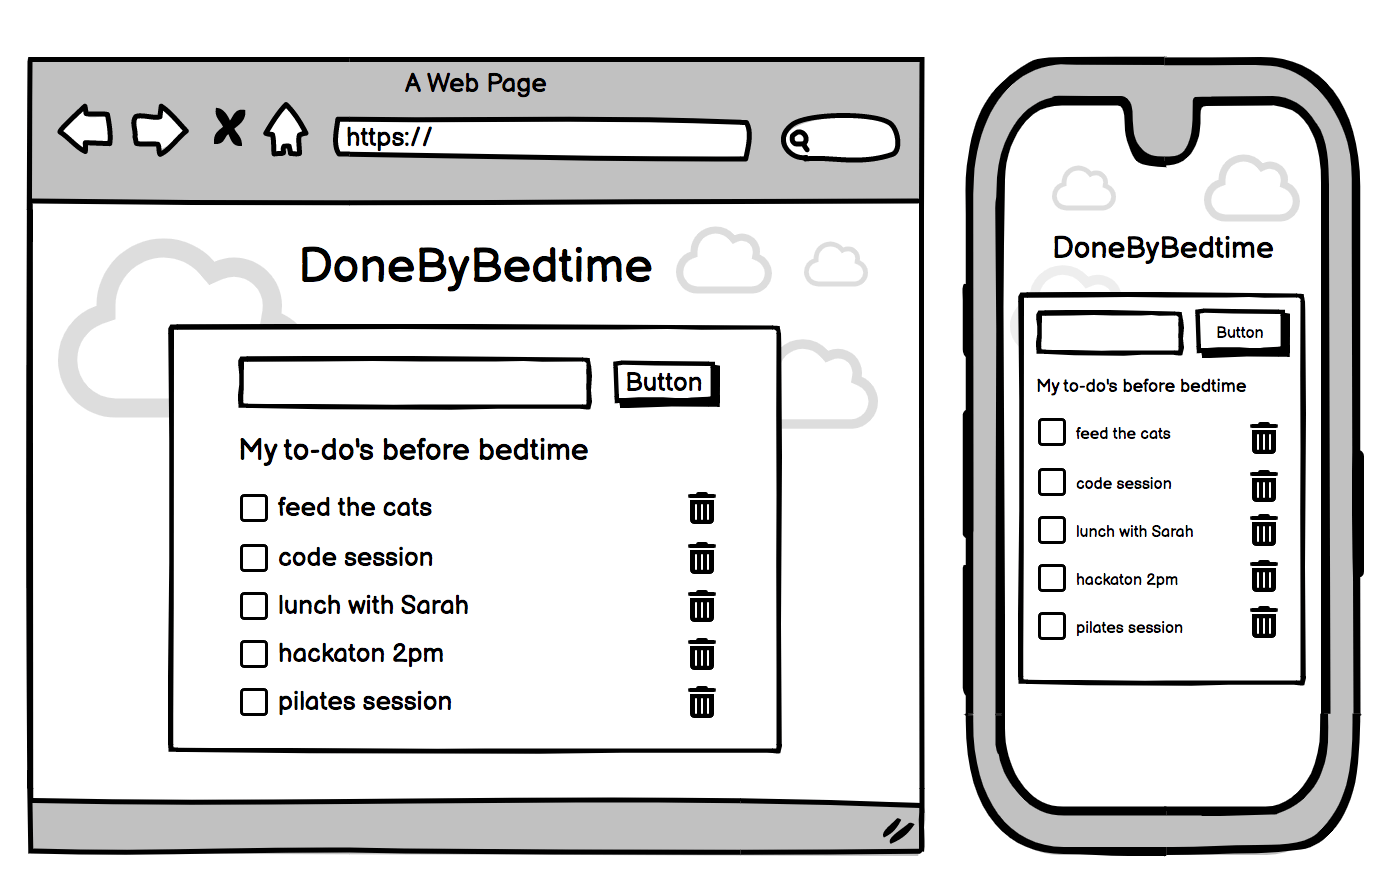 A Web Page
https://
DoneByBedtime
Button
My to-do's before bedtime
feed the cats
code session
lunch with Sarah
hackaton 2pm
pilates session
DoneByBedtime
Button
My to-do's before bedtime
feed the cats
code session
lunch with Sarah
hackaton 2pm
pilates session